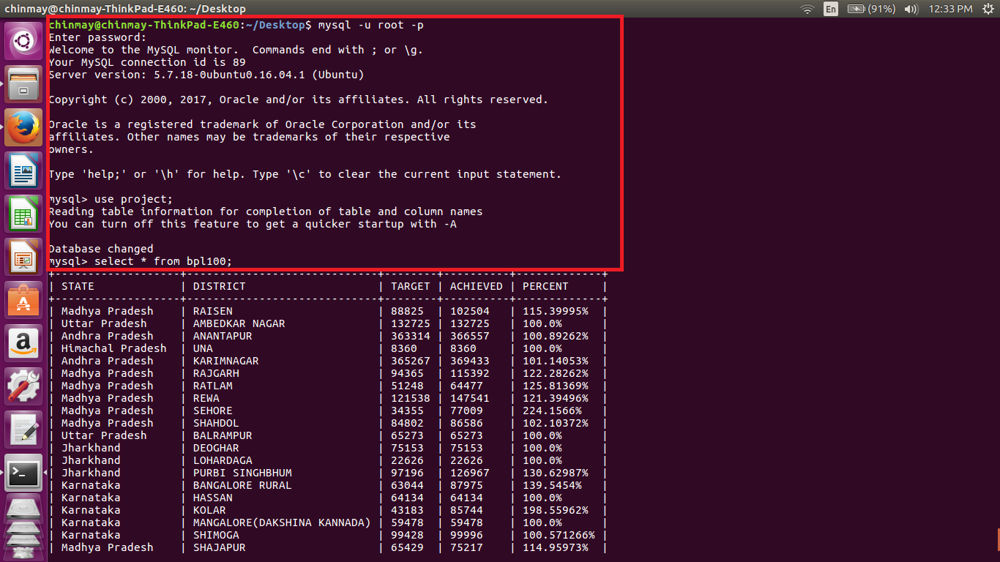 chinmay@chinmay-ThinkPad-E460: ~/Desktop
En (91%) 12:33 PM
chinmay@chinmay-ThinkPad-E460:~/Desktop$ mysql -u root -p
Enter password:
Welcome to the MySQL monitor.  Commands end with ; or \g.
Your MySQL connection id is 89
Server version: 5.7.18-0ubuntu0.16.04.1 (Ubuntu)

Copyright (c) 2000, 2017, Oracle and/or its affiliates. All rights reserved.

Oracle is a registered trademark of Oracle Corporation and/or its
affiliates. Other names may be trademarks of their respective
owners.

Type 'help;' or '\h' for help. Type '\c' to clear the current input statement.

mysql> use project;
Reading table information for completion of table and column names
You can turn off this feature to get a quicker startup with -A

Database changed
mysql> select * from bpl100;
+-------------------+-----------------------------+--------+----------+-------------+
| STATE             | DISTRICT                    | TARGET | ACHIEVED | PERCENT     |
+-------------------+-----------------------------+--------+----------+-------------+
| Madhya Pradesh    | RAISEN                      | 88825  | 102504   | 115.39995%  |
| Uttar Pradesh     | AMBEDKAR NAGAR              | 132725 | 132725   | 100.0%      |
| Andhra Pradesh    | ANANTAPUR                   | 363314 | 366557   | 100.89262%  |
| Himachal Pradesh  | UNA                         | 8360   | 8360     | 100.0%      |
| Andhra Pradesh    | KARIMNAGAR                  | 365267 | 369433   | 101.14053%  |
| Madhya Pradesh    | RAJGARH                     | 94365  | 115392   | 122.28262%  |
| Madhya Pradesh    | RATLAM                      | 51248  | 64477    | 125.81369%  |
| Madhya Pradesh    | REWA                        | 121538 | 147541   | 121.39496%  |
| Madhya Pradesh    | SEHORE                      | 34355  | 77009    | 224.1566%   |
| Madhya Pradesh    | SHAHDOL                     | 84802  | 86586    | 102.10372%  |
| Uttar Pradesh     | BALRAMPUR                   | 65273  | 65273    | 100.0%      |
| Jharkhand         | DEOGHAR                     | 75153  | 75153    | 100.0%      |
| Jharkhand         | LOHARDAGA                   | 22626  | 22626    | 100.0%      |
| Jharkhand         | PURBI SINGHBHUM             | 97196  | 126967   | 130.62987%  |
| Karnataka         | BANGALORE RURAL             | 63044  | 87975    | 139.5454%   |
| Karnataka         | HASSAN                      | 64134  | 64134    | 100.0%      |
| Karnataka         | KOLAR                       | 43183  | 85744    | 198.55962%  |
| Karnataka         | MANGALORE(DAKSHINA KANNADA) | 59478  | 59478    | 100.0%      |
| Karnataka         | SHIMOGA                     | 99428  | 99996    | 100.571266% |
| Madhya Pradesh    | SHAJAPUR                    | 65429  | 75217    | 114.95973%  |